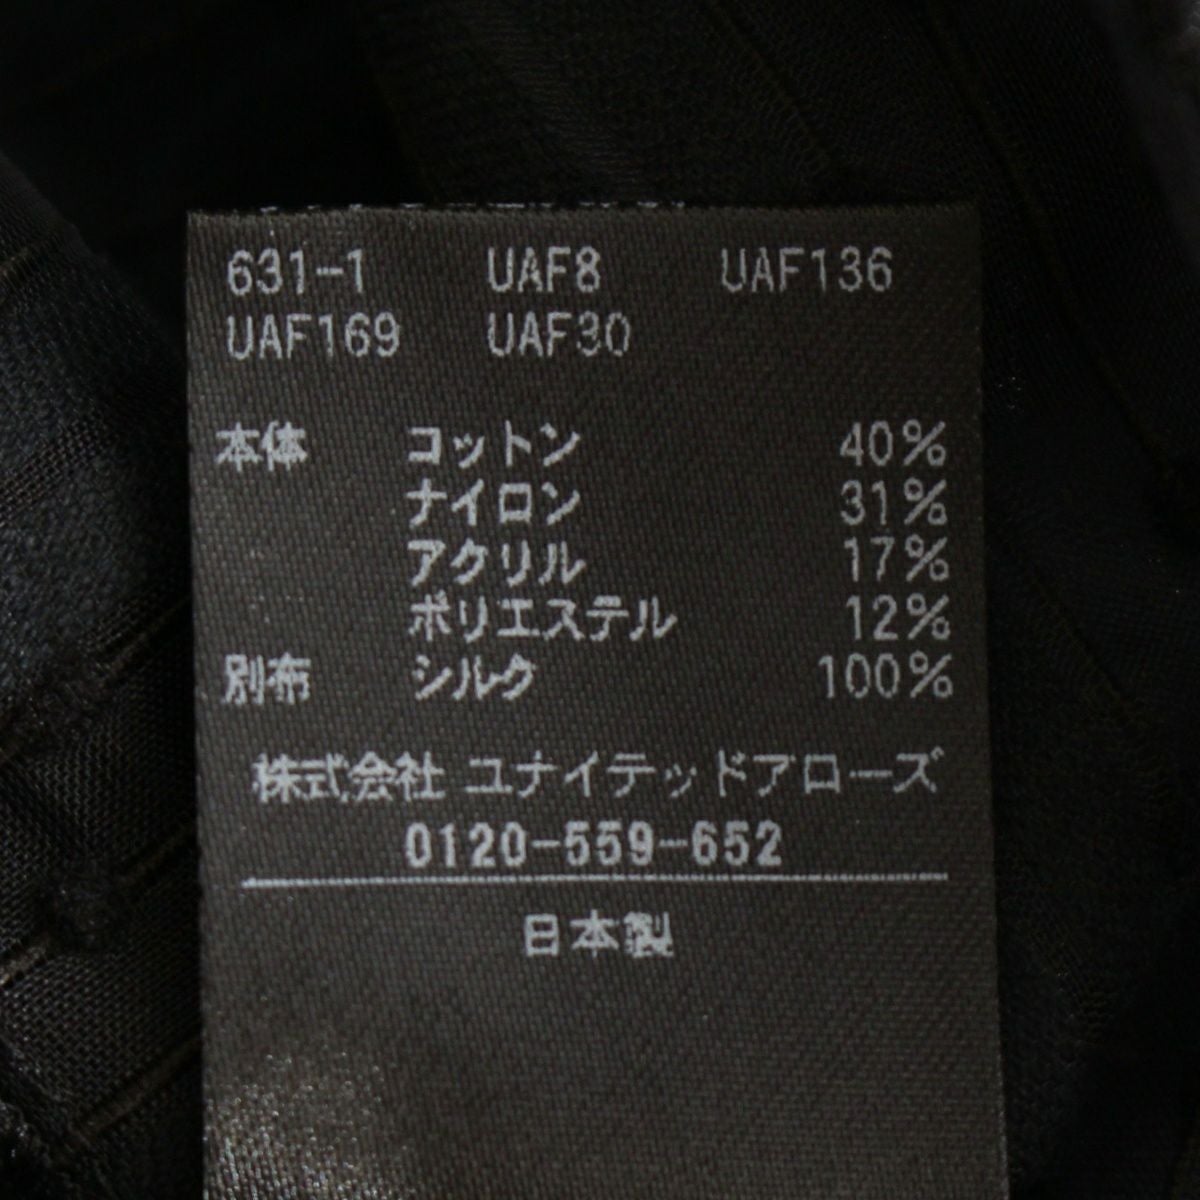 631-1 UAF8 UAF136
UAF169 UAF30
本体 コットン 40%
ナイロン 31%
アクリル 17%
ポリエステル 12%
別布 シルク 100%
株式会社 ユナイテッドアローズ
0120-559-652
日本製